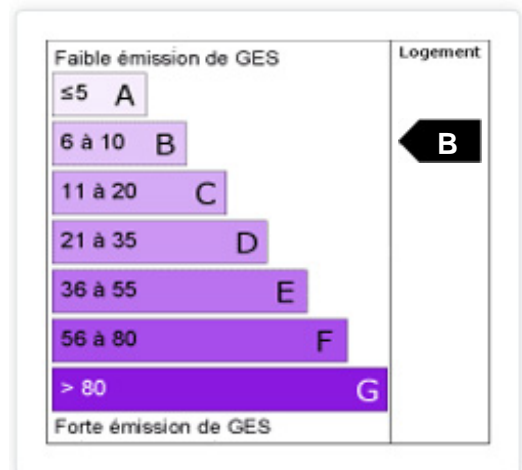 Faible émission de GES
Logement
≤5 A
6 à 10 B
B
11 à 20 C
21 à 35 D
36 à 55 E
56 à 80 F
> 80 G
Forte émission de GES